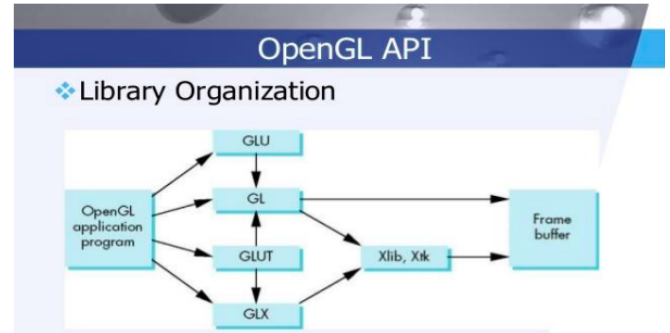 OpenGL API
Library Organization
GLU
OpenGL
application
program
GL
GLUT
GLX
Xlib, Xtk
Frame
buffer